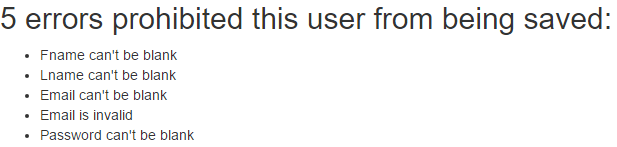 5 errors prohibited this user from being saved:
Fname can't be blank
Lname can't be blank
Email can't be blank
Email is invalid
Password can't be blank